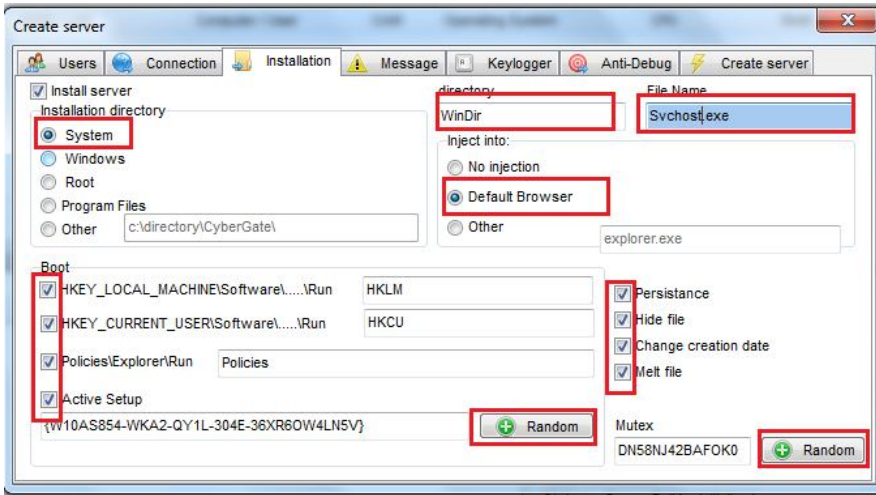 Create server
Users Connection Installation Message Keylogger Anti-Debug Create server
Install server
Installation directory
System
Windows
Root
Program Files
Other c:\directory\CyberGate\
directory File Name
WinDir Svchost.exe
Inject into:
No injection
Default Browser
Other explorer.exe
Boot
HKEY_LOCAL_MACHINE\Software\.....\Run HKLM
HKEY_CURRENT_USER\Software\.....\Run HKCU
Policies\Explorer\Run Policies
Active Setup
{W10AS854-WKA2-QY1L-304E-36XR6OW4LN5V} Random
Persistance
Hide file
Change creation date
Melt file
Mutex
DN58NJ42BAFOK0 Random